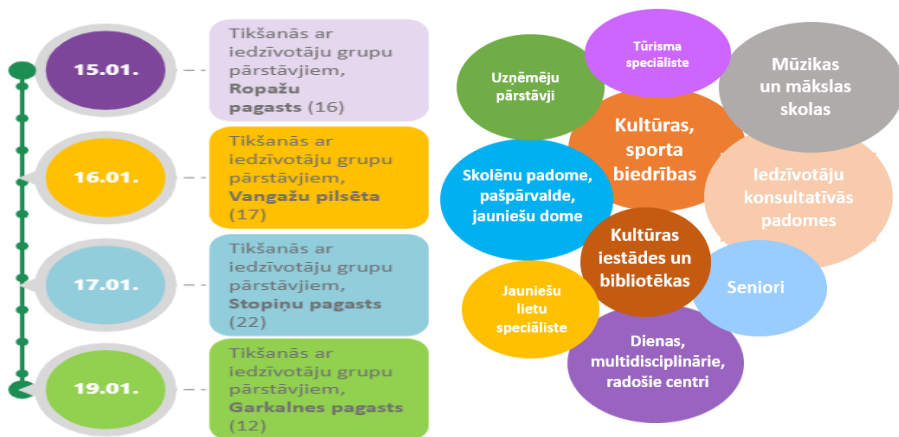 15.01.
Tikšanās ar
iedzīvotāju grupu
pārstāvjiem,
Ropažu
pagasts (16)
16.01.
Tikšanās ar
iedzīvotāju grupu
pārstāvjiem,
Vangažu pilsēta
(17)
17.01.
Tikšanās ar
iedzīvotāju grupu
pārstāvjiem,
Stopiņu pagasts
(22)
19.01.
Tikšanās ar
iedzīvotāju grupu
pārstāvjiem,
Garkalnes pagasts
(12)
Uzņēmēju
pārstāvji
Tūrisma
speciāliste
Mūzikas
un mākslas
skolas
Kultūras,
sporta
biedrības
Skolēnu padome,
pašpārvalde,
jauniešu dome
Iedzīvotāju
konsultatīvās
padomes
Kultūras
iestādes un
bibliotēkas
Jauniešu
lietu
speciāliste
Seniori
Dienas,
multidisciplinārie,
radošie centri